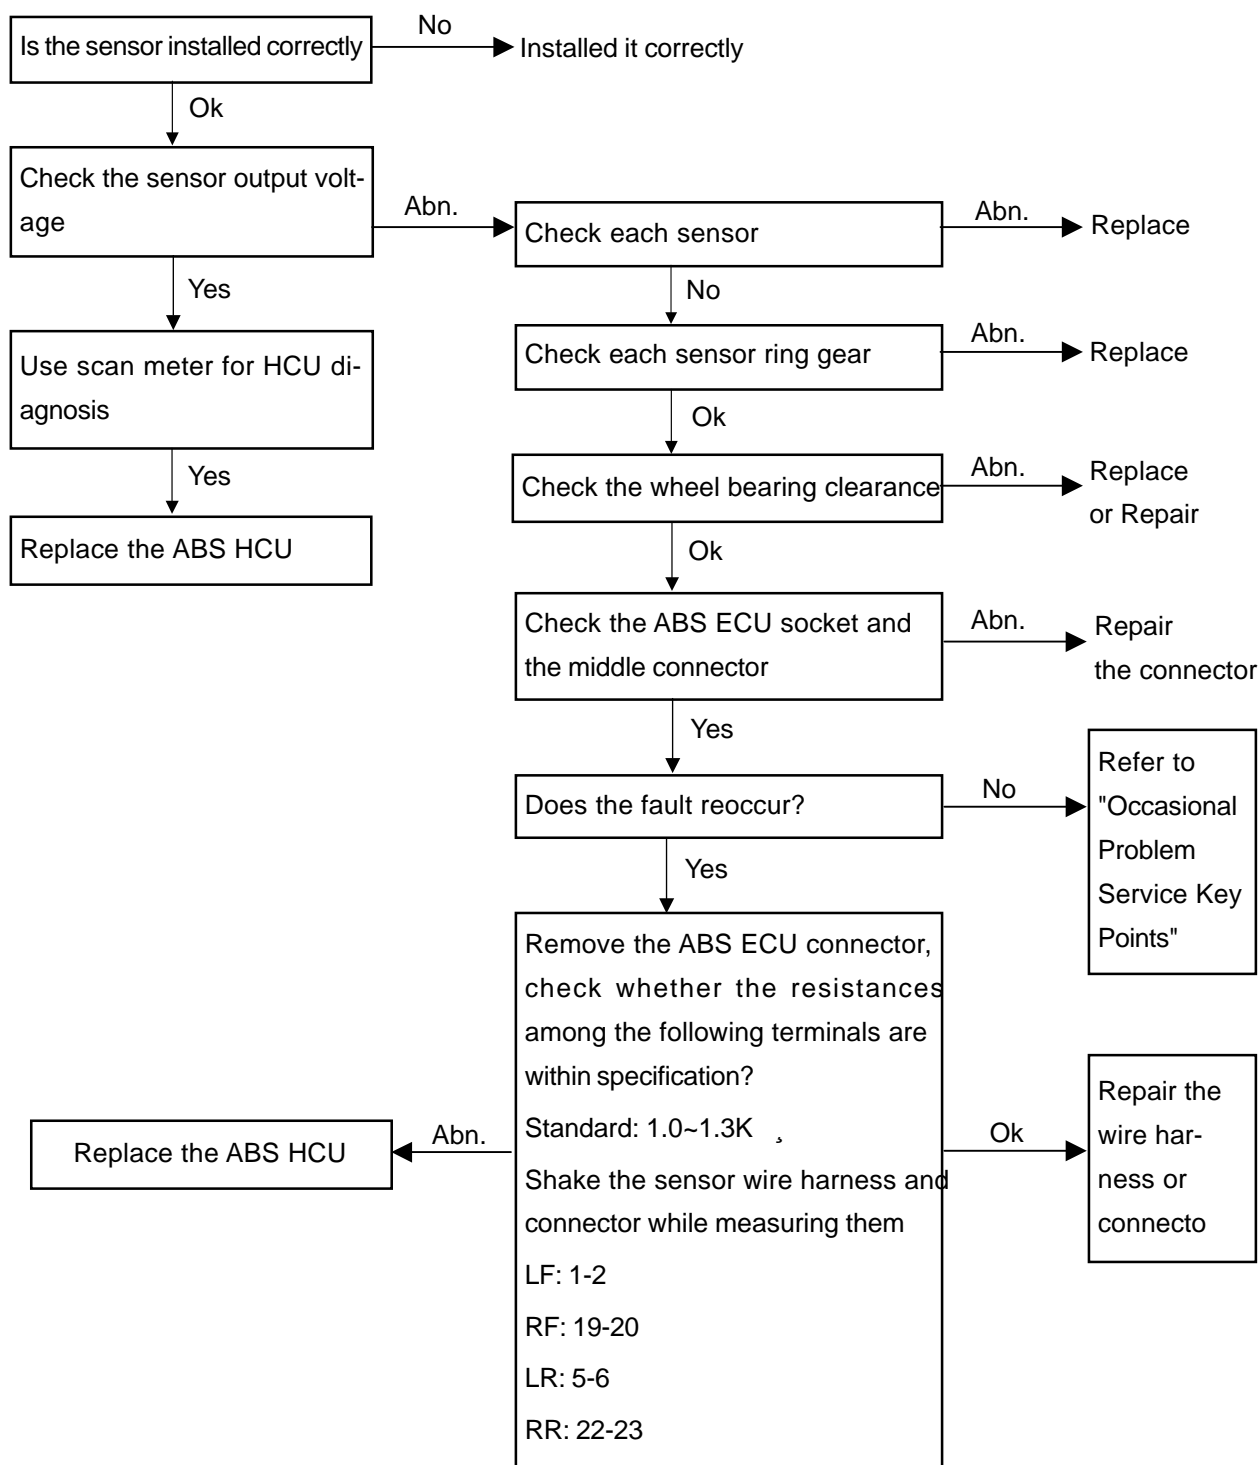 Is the sensor installed correctly
No
Installed it correctly
Ok
Check the sensor output volt-
age
Abn.
Check each sensor
Abn.
Replace
Yes
No
Use scan meter for HCU di-
agnosis
Check each sensor ring gear
Abn.
Replace
Ok
Yes
Check the wheel bearing clearance
Abn.
Replace
or Repair
Replace the ABS HCU
Ok
Check the ABS ECU socket and
the middle connector
Abn.
Repair
the connector
Yes
Does the fault reoccur?
No
Refer to
"Occasional
Problem
Service Key
Points"
Yes
Remove the ABS ECU connector,
check whether the resistances
among the following terminals are
within specification?
Standard: 1.0~1.3K ¸
Shake the sensor wire harness and
connector while measuring them
LF: 1-2
RF: 19-20
LR: 5-6
RR: 22-23
Abn.
Replace the ABS HCU
Ok
Repair the
wire har-
ness or
connecto